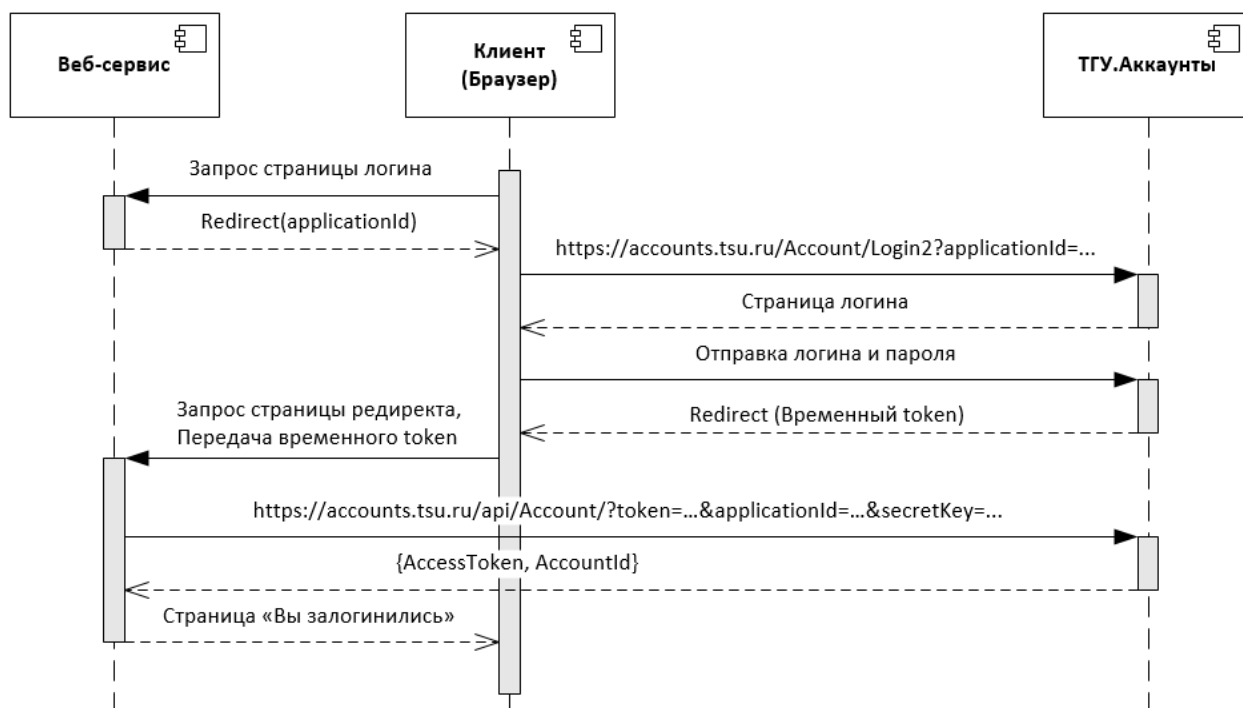 Веб-сервис
Клиент
(Браузер)
ТГУ.Аккаунты
Запрос страницы логина
Redirect(applicationId)
https://accounts.tsu.ru/Account/Login2?applicationId=...
Страница логина
Отправка логина и пароля
Запрос страницы редиректа,
Передача временного token
Redirect (Временный token)
https://accounts.tsu.ru/api/Account/?token=...&applicationId=...&secretKey=...
{AccessToken, AccountId}
Страница «Вы залогинились»